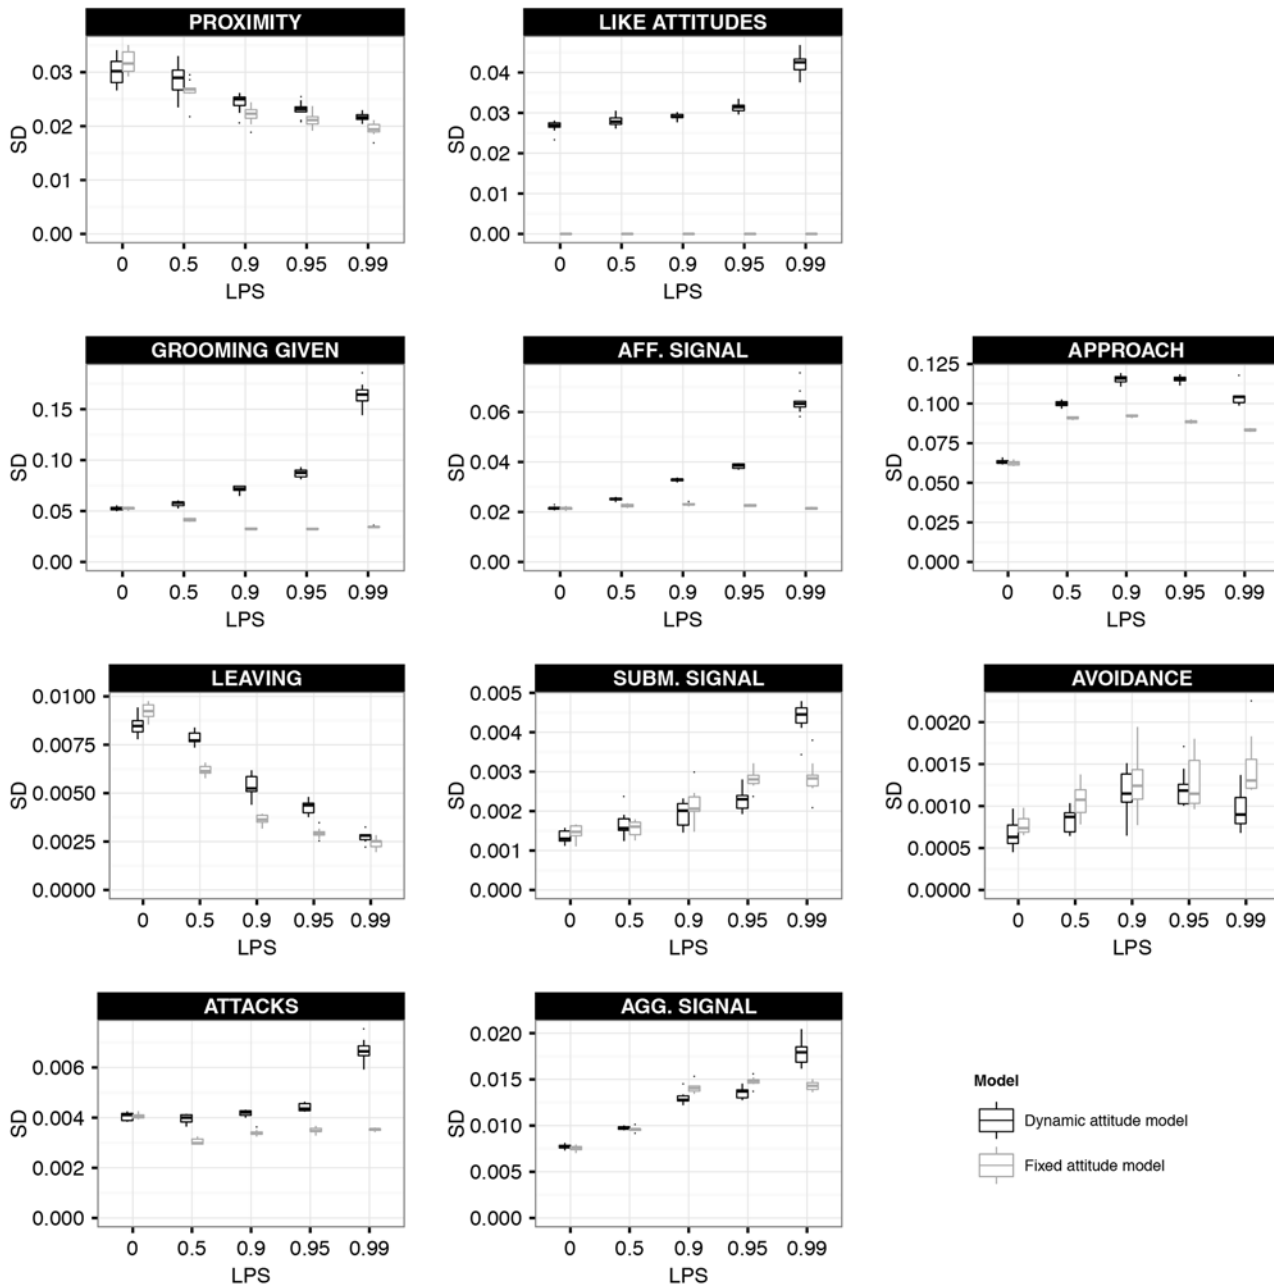 PROXIMITY
SD
0.03
0.02
0.01
0.00
0 0.5 0.9 0.95 0.99
LPS
LIKE ATTITUDES
SD
0.04
0.03
0.02
0.01
0.00
0 0.5 0.9 0.95 0.99
LPS
GROOMING GIVEN
SD
0.15
0.10
0.05
0.00
0 0.5 0.9 0.95 0.99
LPS
AFF. SIGNAL
SD
0.06
0.04
0.02
0.00
0 0.5 0.9 0.95 0.99
LPS
APPROACH
SD
0.125
0.100
0.075
0.050
0.025
0.000
0 0.5 0.9 0.95 0.99
LPS
LEAVING
SD
0.0100
0.0075
0.0050
0.0025
0.0000
0 0.5 0.9 0.95 0.99
LPS
SUBM. SIGNAL
SD
0.005
0.004
0.003
0.002
0.001
0.000
0 0.5 0.9 0.95 0.99
LPS
AVOIDANCE
SD
0.0020
0.0015
0.0010
0.0005
0.0000
0 0.5 0.9 0.95 0.99
LPS
ATTACKS
SD
0.006
0.004
0.002
0.000
0 0.5 0.9 0.95 0.99
LPS
AGG. SIGNAL
SD
0.020
0.015
0.010
0.005
0.000
0 0.5 0.9 0.95 0.99
LPS
Model
Dynamic attitude model
Fixed attitude model